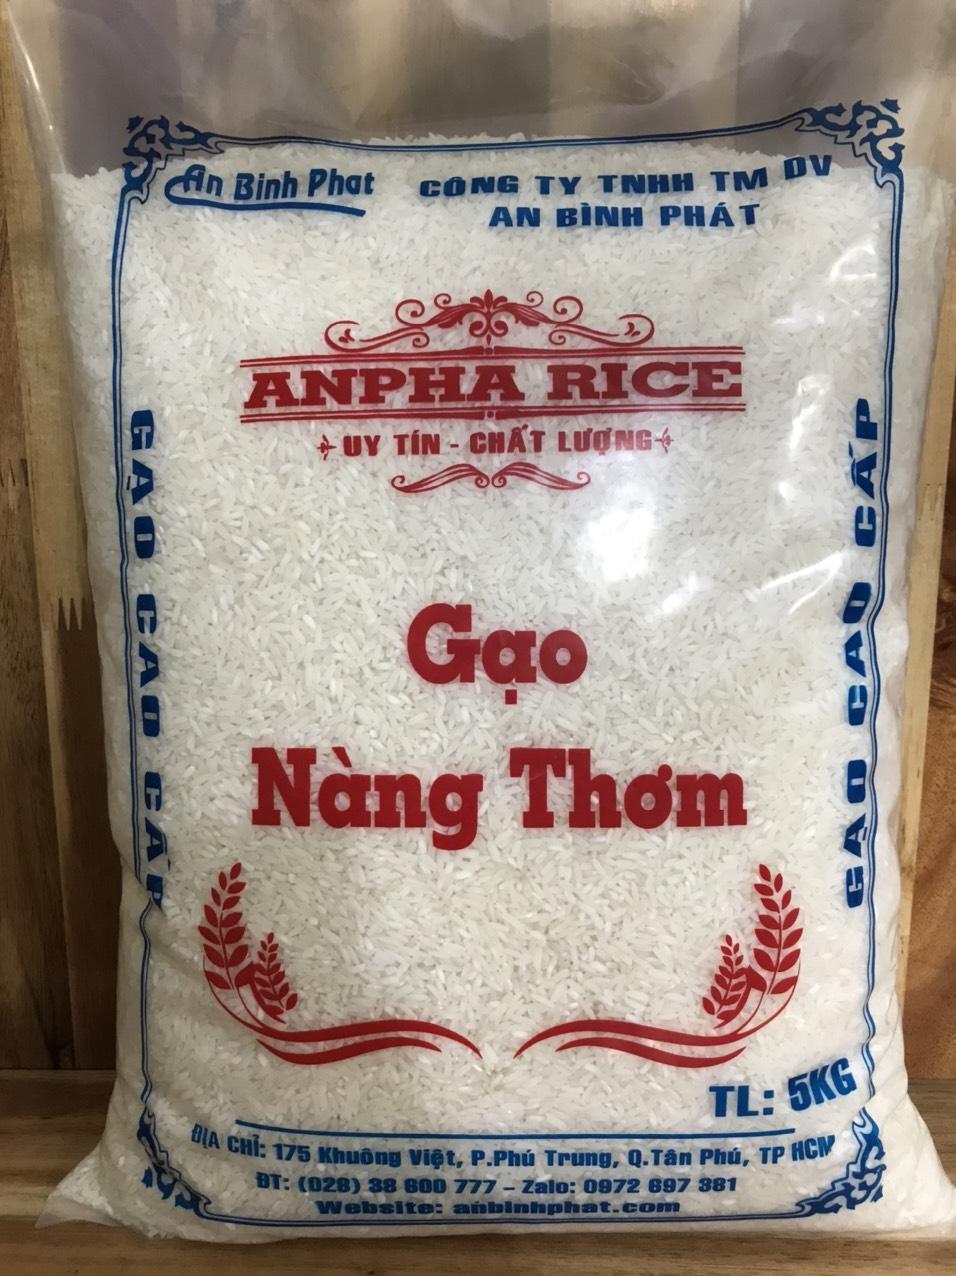 An Binh Phat
CÔNG TY TNHH TM DV
AN BÌNH PHÁT
ANPHA RICE
UY TÍN - CHẤT LƯỢNG
GẠO CAO CẤP
GẠO CAO CẤP
Gạo
Nàng Thơm
TL: 5KG
ĐỊA CHỈ: 175 Khuông Việt, P.Phú Trung, Q.Tân Phú, TP HCM
ĐT: (028) 38 600 777 - Zalo: 0972 697 381
Website: anbinhphat.com